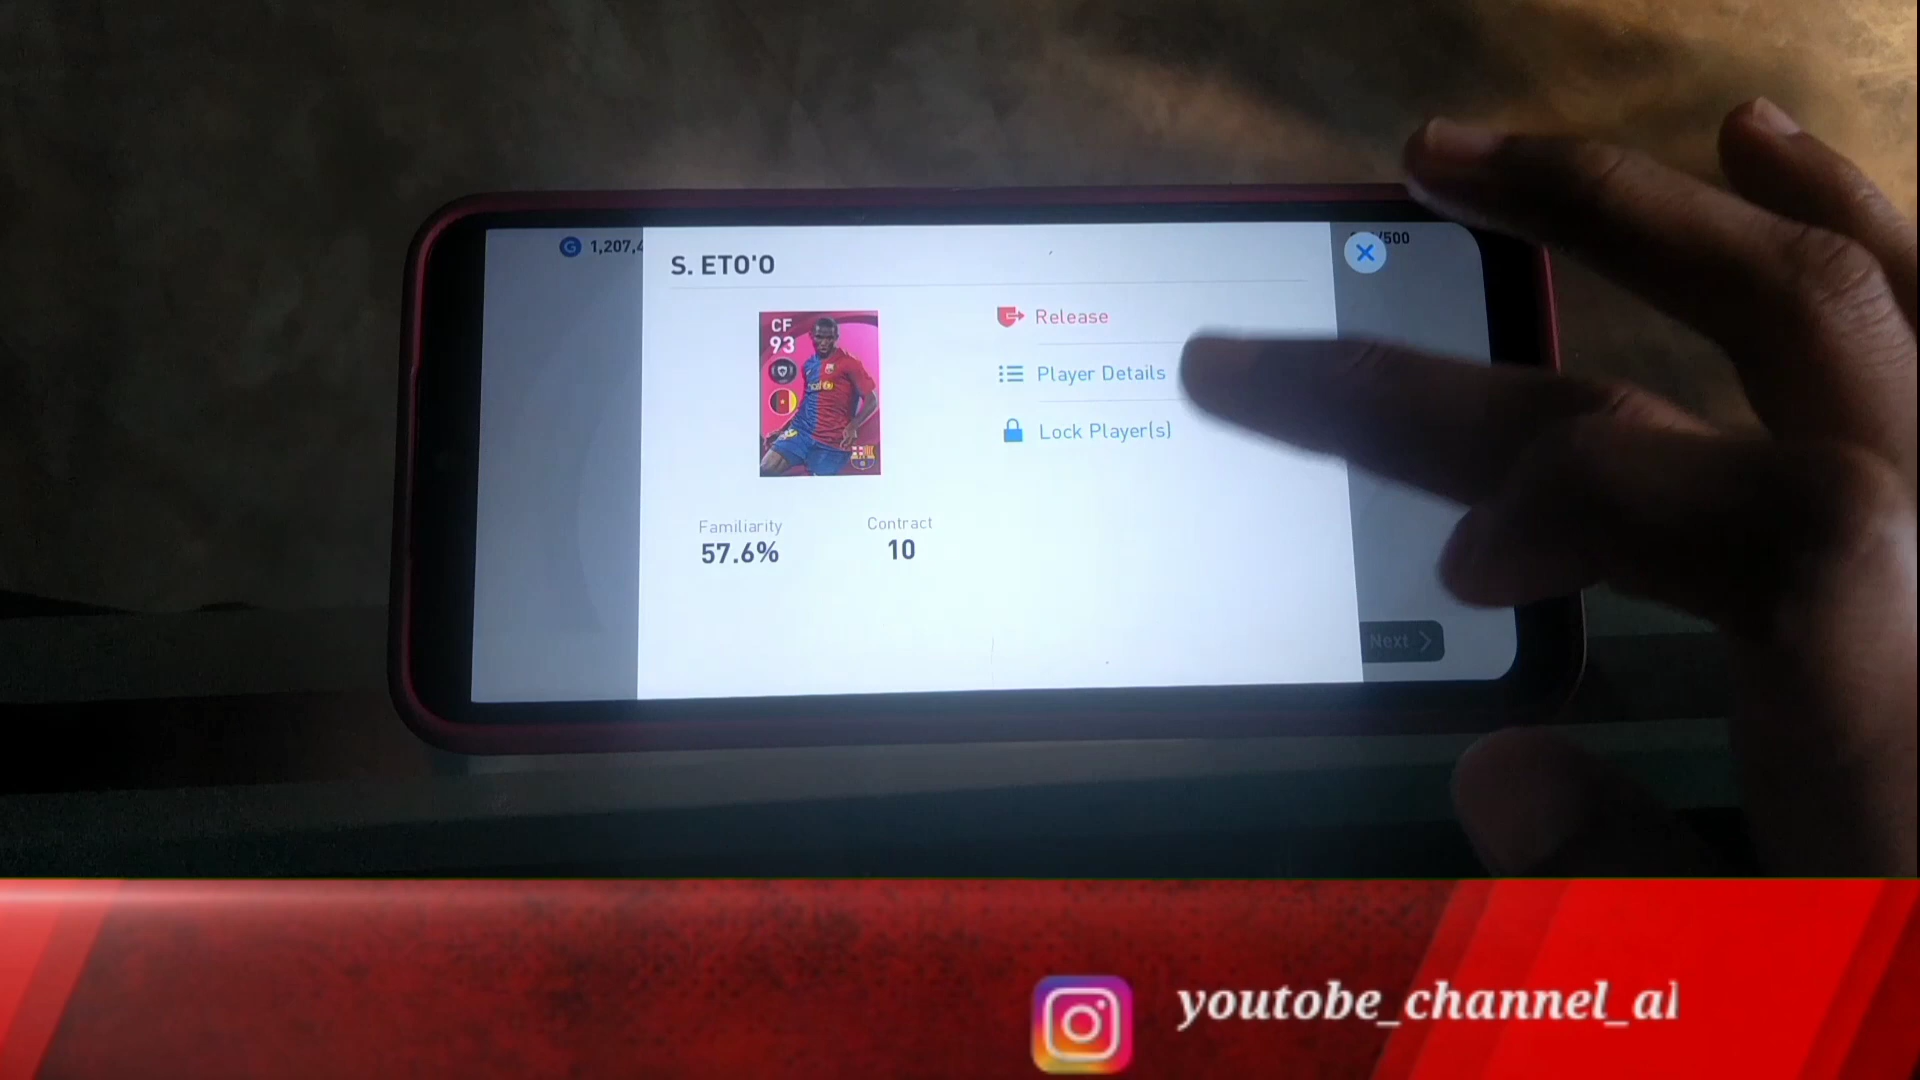 1,207,4
/500
S. ETO'O
CF
93
Release
Player Details
Lock Player(s)
Familiarity
57.6%
Contract
10
Next
youtobe_channel_al